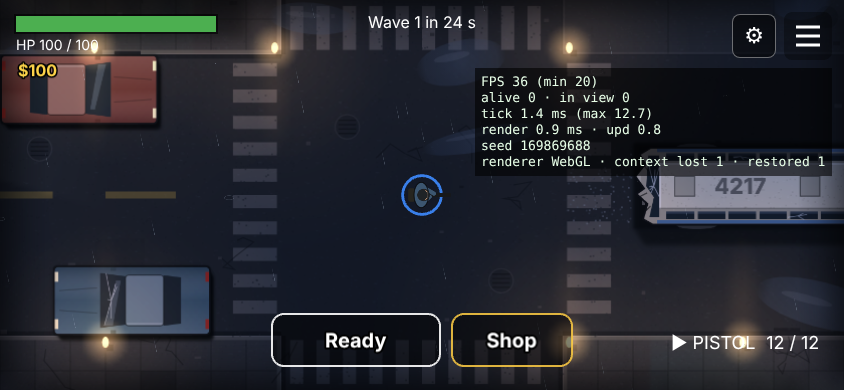 Wave 1 in 24 s
HP 100 / 100
$100
FPS 36 (min 20)
alive 0 · in view 0
tick 1.4 ms (max 12.7)
render 0.9 ms · upd 0.8
seed 169869688
renderer WebGL · context lost 1 · restored 1
4217
Ready
Shop
▶ PISTOL 12 / 12